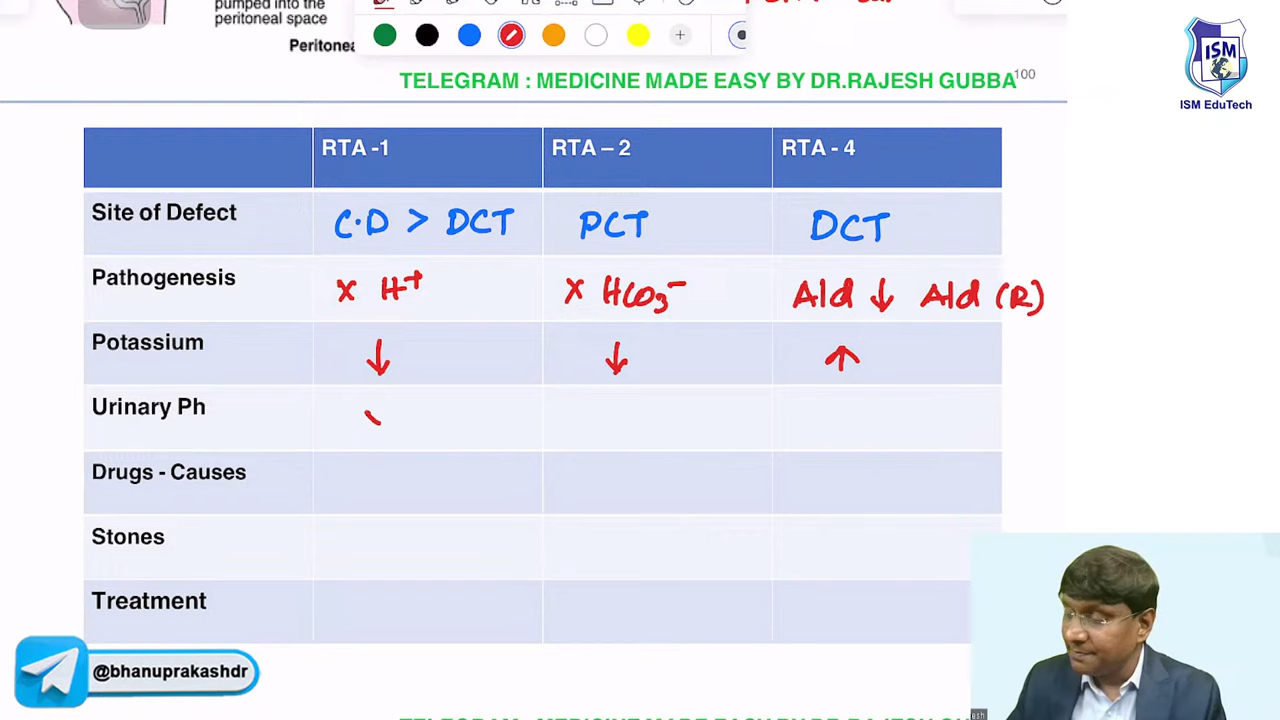 pumped into the
peritoneal space
Peritonea
ISM
ISM EduTech
TELEGRAM : MEDICINE MADE EASY BY DR.RAJESH GUBBA
100
RTA -1 RTA – 2 RTA - 4
Site of Defect C.D > DCT PCT DCT
Pathogenesis x H+ x HCO3- Ald ↓ Ald (R)
Potassium ↓ ↓ ↑
Urinary Ph
Drugs - Causes
Stones
Treatment
@bhanuprakashdr